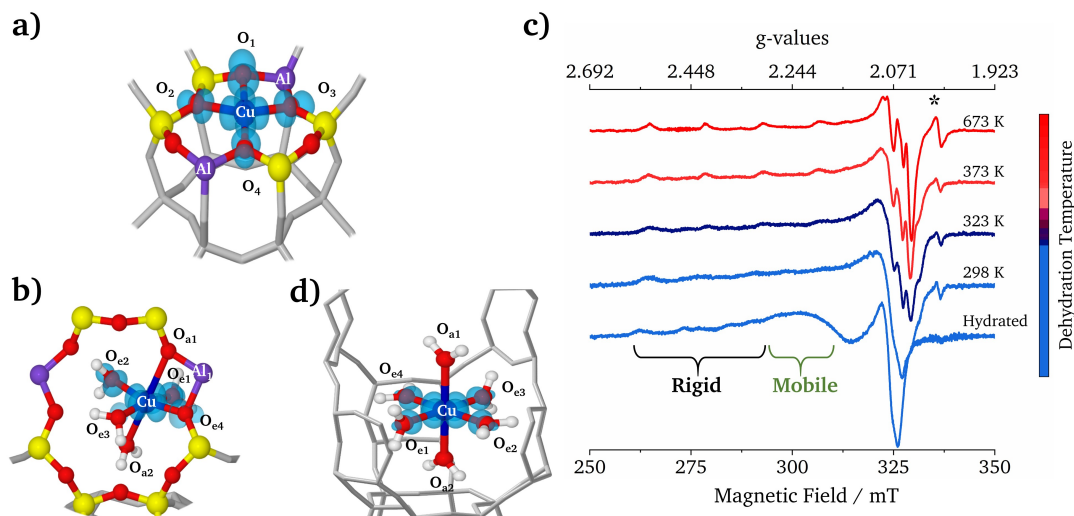 a)
O1
Al
O2
O3
Cu
Al
O4
b)
Oa1
Oe2
Oe1
Al1
Cu
Oe3
Oe4
Oa2
d)
Oa1
Oe4
Oe3
Cu
Oe1
Oe2
Oa2
c)
g-values
2.692 2.448 2.244 2.071 1.923
*
673 K
373 K
323 K
298 K
Hydrated
Rigid
Mobile
250 275 300 325 350
Magnetic Field / mT
Dehydration Temperature